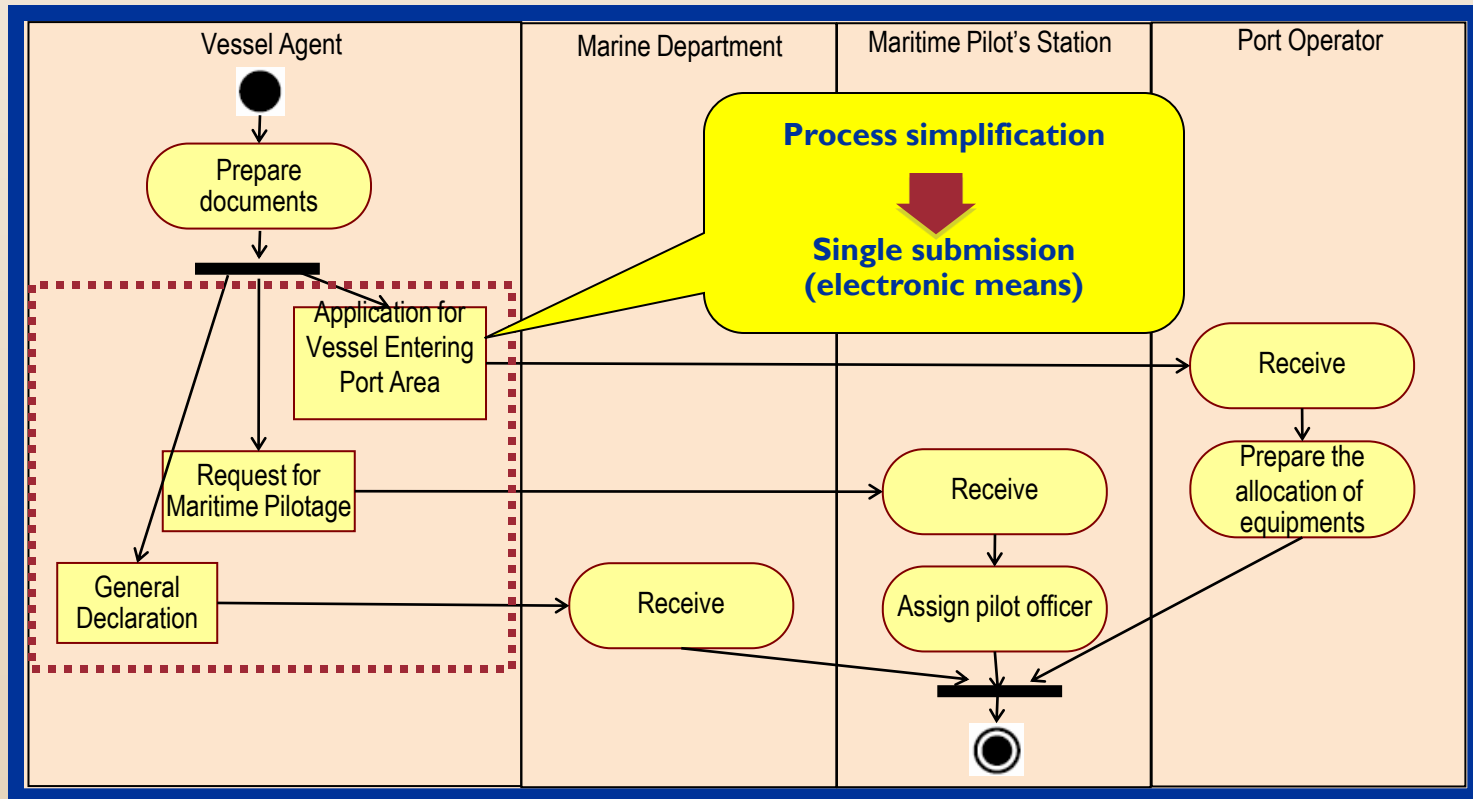 Vessel Agent
Marine Department
Maritime Pilot's Station
Port Operator
Process simplification
Single submission
(electronic means)
Prepare
documents
Application for
Vessel Entering
Port Area
Receive
Request for
Maritime Pilotage
Receive
Prepare the
allocation of
equipments
General
Declaration
Receive
Assign pilot officer